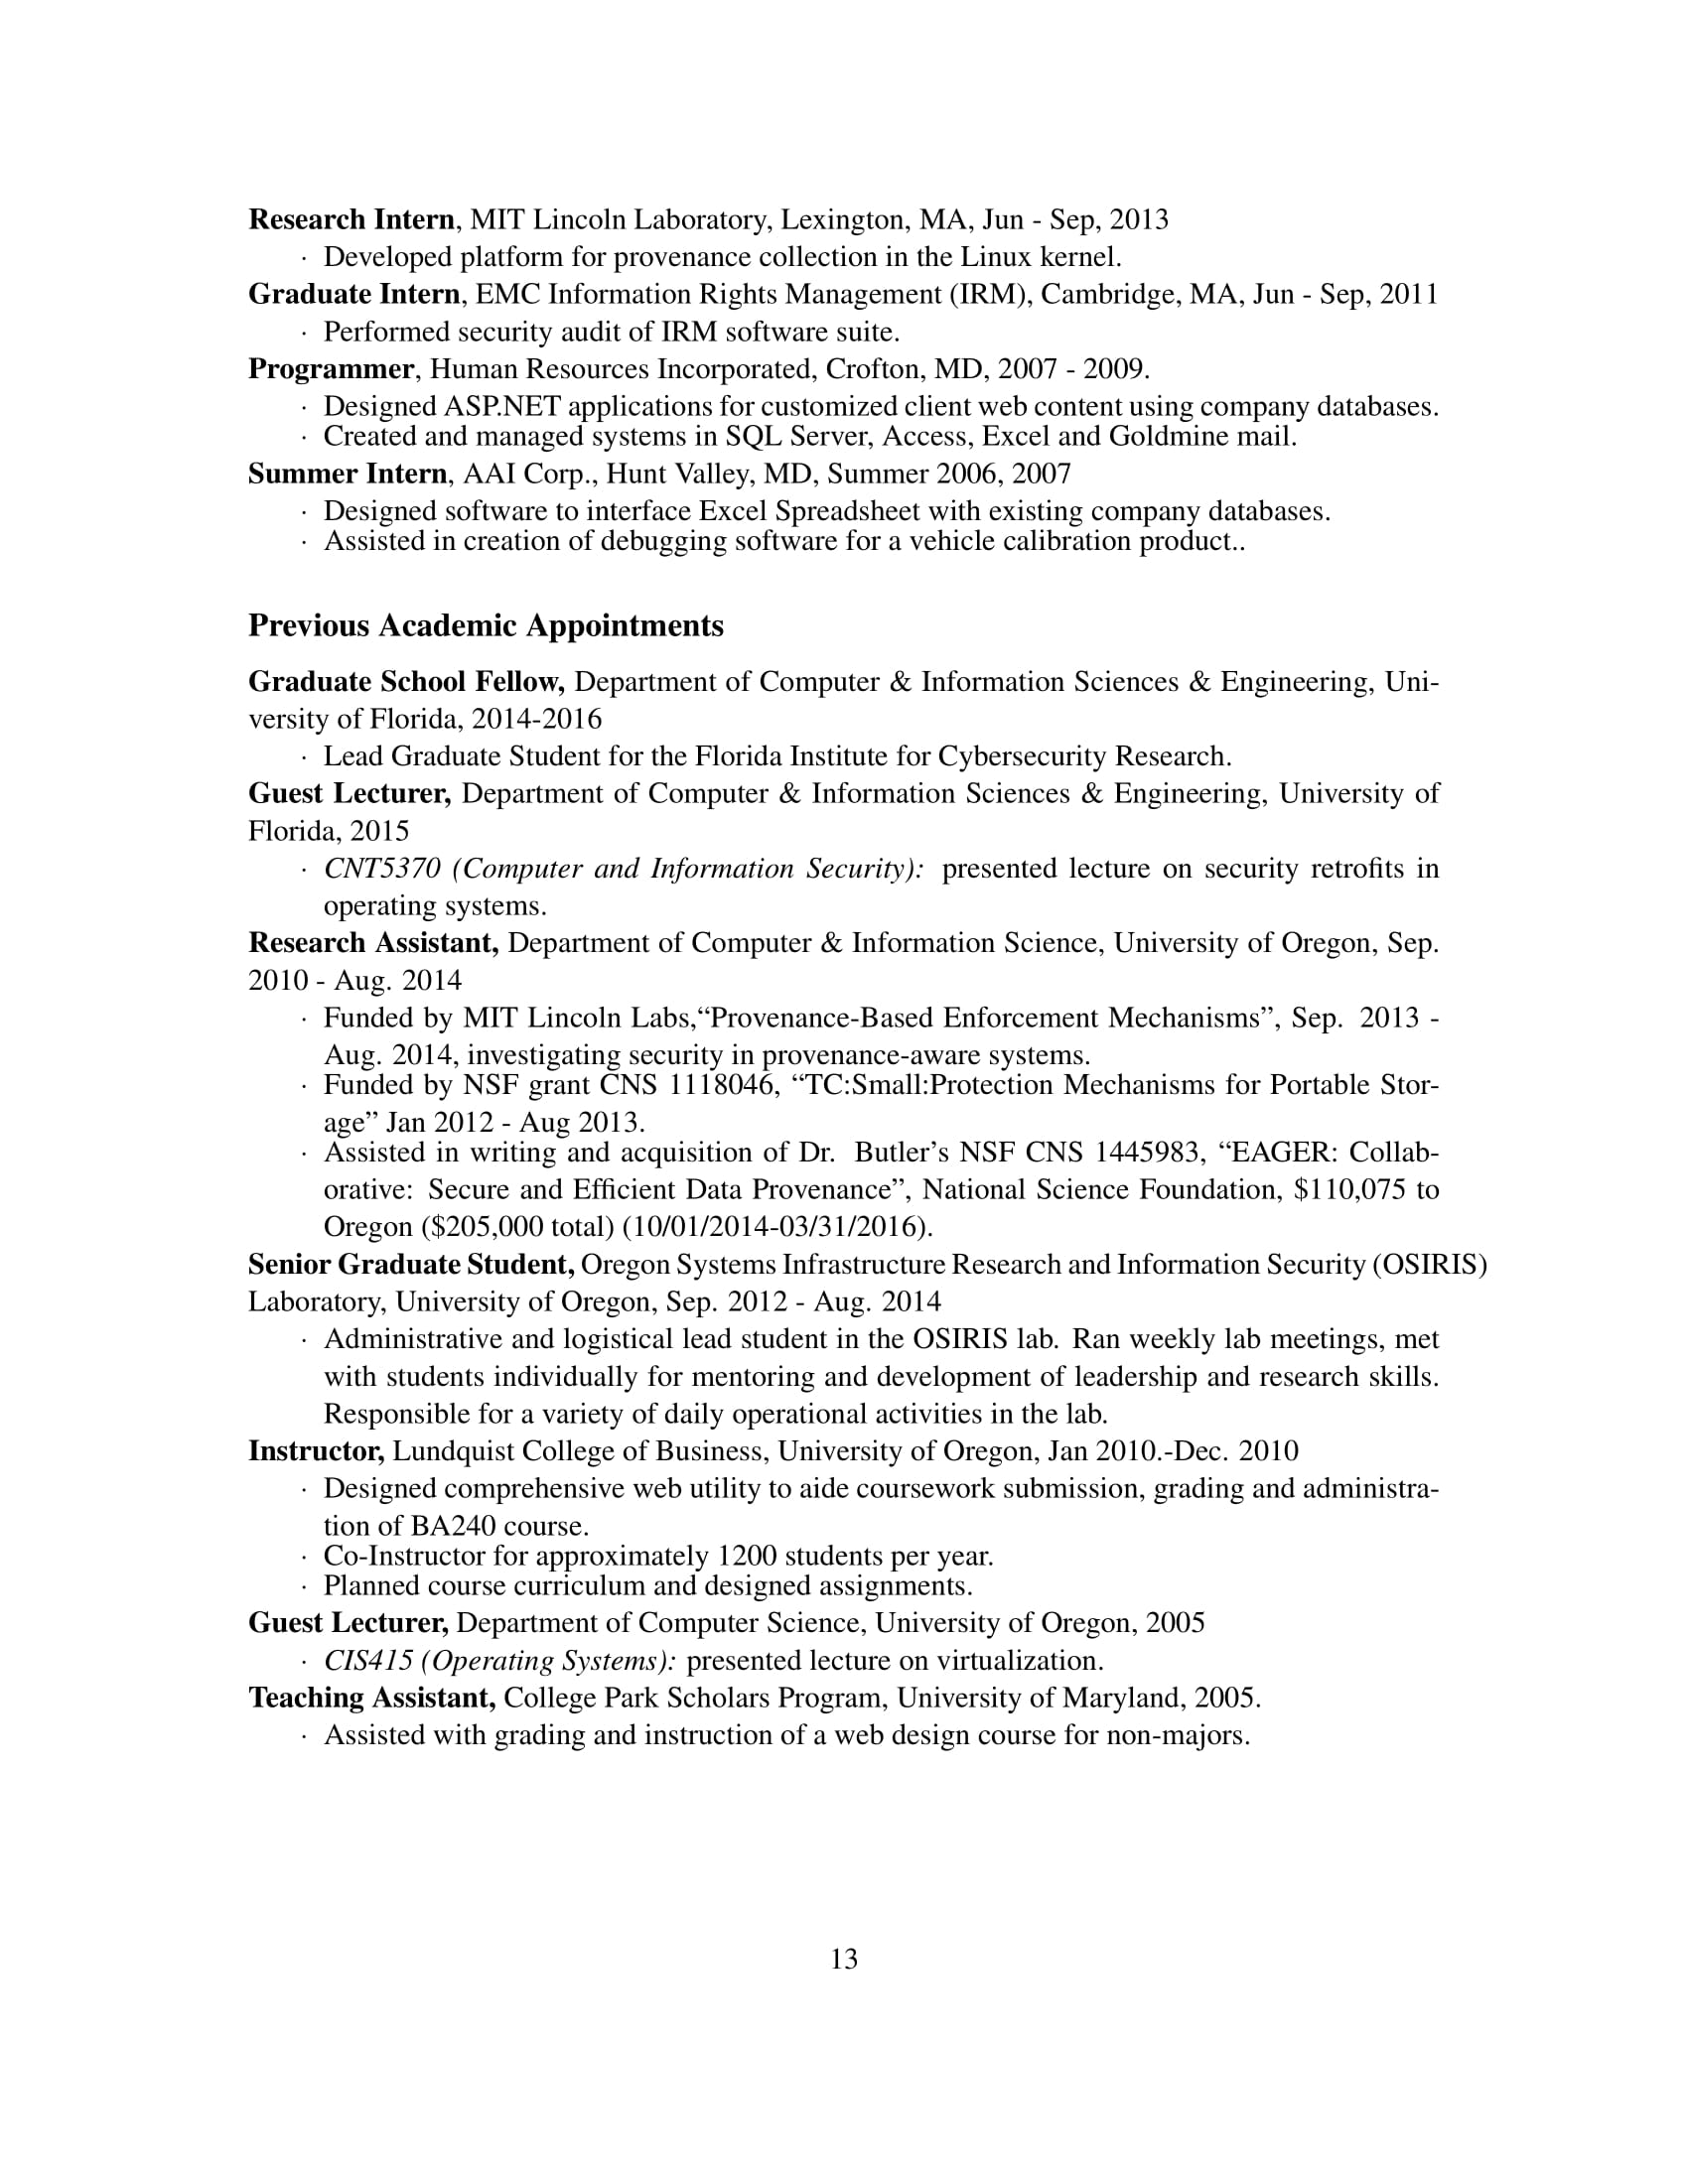 Research Intern, MIT Lincoln Laboratory, Lexington, MA, Jun - Sep, 2013
· Developed platform for provenance collection in the Linux kernel.
Graduate Intern, EMC Information Rights Management (IRM), Cambridge, MA, Jun - Sep, 2011
· Performed security audit of IRM software suite.
Programmer, Human Resources Incorporated, Crofton, MD, 2007 - 2009.
· Designed ASP.NET applications for customized client web content using company databases.
· Created and managed systems in SQL Server, Access, Excel and Goldmine mail.
Summer Intern, AAI Corp., Hunt Valley, MD, Summer 2006, 2007
· Designed software to interface Excel Spreadsheet with existing company databases.
· Assisted in creation of debugging software for a vehicle calibration product..
Previous Academic Appointments
Graduate School Fellow, Department of Computer & Information Sciences & Engineering, Uni-
versity of Florida, 2014-2016
· Lead Graduate Student for the Florida Institute for Cybersecurity Research.
Guest Lecturer, Department of Computer & Information Sciences & Engineering, University of
Florida, 2015
· CNT5370 (Computer and Information Security): presented lecture on security retrofits in
operating systems.
Research Assistant, Department of Computer & Information Science, University of Oregon, Sep.
2010 - Aug. 2014
· Funded by MIT Lincoln Labs,“Provenance-Based Enforcement Mechanisms”, Sep. 2013 -
Aug. 2014, investigating security in provenance-aware systems.
· Funded by NSF grant CNS 1118046, “TC:Small:Protection Mechanisms for Portable Stor-
age” Jan 2012 - Aug 2013.
· Assisted in writing and acquisition of Dr. Butler’s NSF CNS 1445983, “EAGER: Collab-
orative: Secure and Efficient Data Provenance”, National Science Foundation, $110,075 to
Oregon ($205,000 total) (10/01/2014-03/31/2016).
Senior Graduate Student, Oregon Systems Infrastructure Research and Information Security (OSIRIS)
Laboratory, University of Oregon, Sep. 2012 - Aug. 2014
· Administrative and logistical lead student in the OSIRIS lab. Ran weekly lab meetings, met
with students individually for mentoring and development of leadership and research skills.
Responsible for a variety of daily operational activities in the lab.
Instructor, Lundquist College of Business, University of Oregon, Jan 2010.-Dec. 2010
· Designed comprehensive web utility to aide coursework submission, grading and administra-
tion of BA240 course.
· Co-Instructor for approximately 1200 students per year.
· Planned course curriculum and designed assignments.
Guest Lecturer, Department of Computer Science, University of Oregon, 2005
· CIS415 (Operating Systems): presented lecture on virtualization.
Teaching Assistant, College Park Scholars Program, University of Maryland, 2005.
· Assisted with grading and instruction of a web design course for non-majors.
13